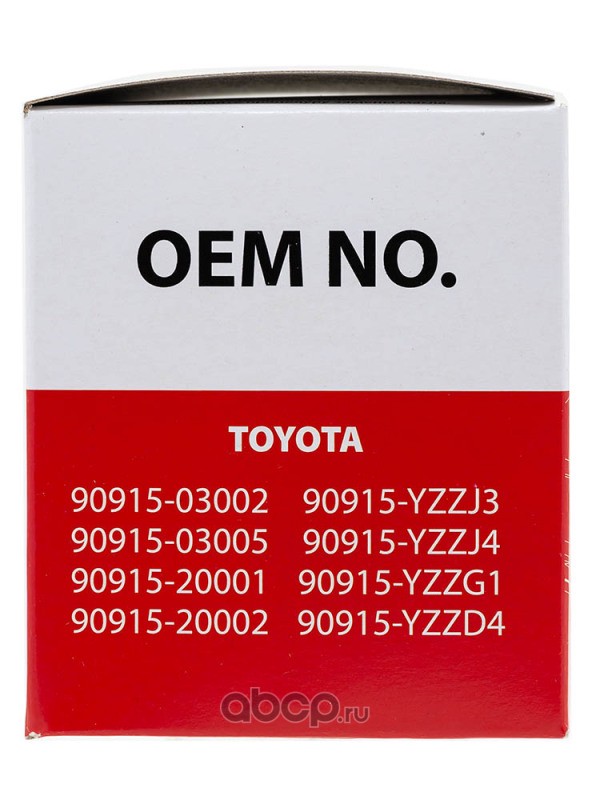 OEM NO.
TOYOTA
90915-03002 90915-YZZJ3
90915-03005 90915-YZZJ4
90915-20001 90915-YZZG1
90915-20002 90915-YZZD4
abcp.ru